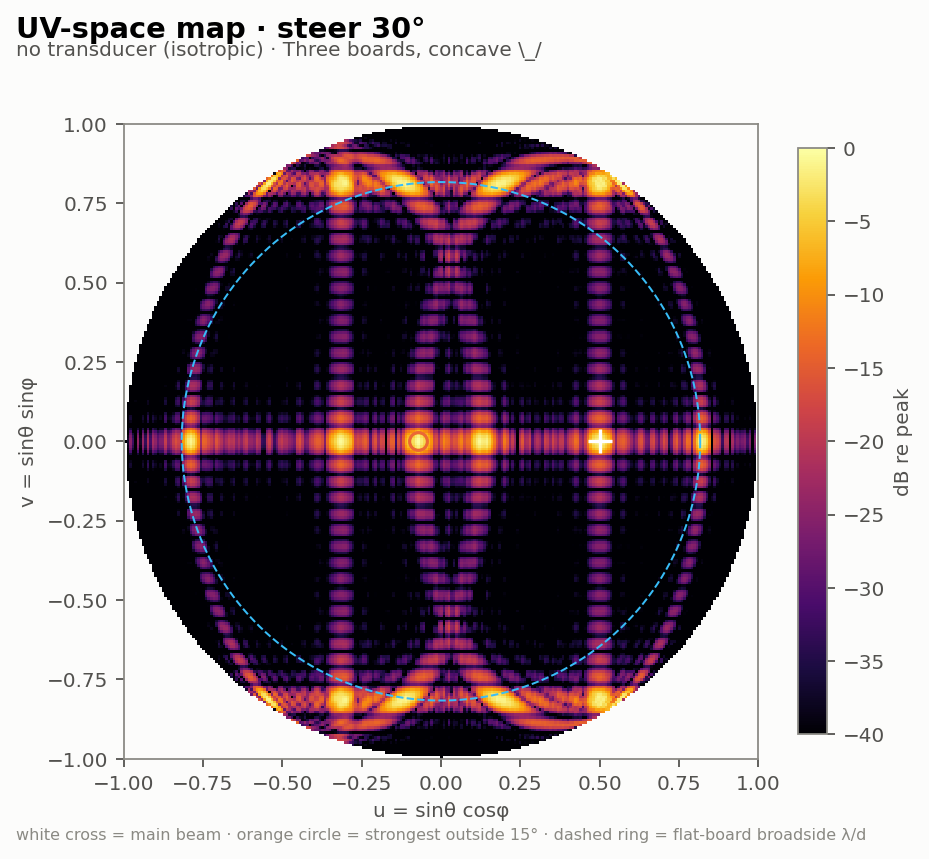 UV-space map · steer 30°
no transducer (isotropic) · Three boards, concave \_/
1.00
0.75
0.50
0.25
0.00
−0.25
−0.50
−0.75
−1.00
v = sinθ sinφ
−1.00 −0.75 −0.50 −0.25 0.00 0.25 0.50 0.75 1.00
u = sinθ cosφ
0
−5
−10
−15
−20
−25
−30
−35
−40
dB re peak
white cross = main beam · orange circle = strongest outside 15° · dashed ring = flat-board broadside λ/d